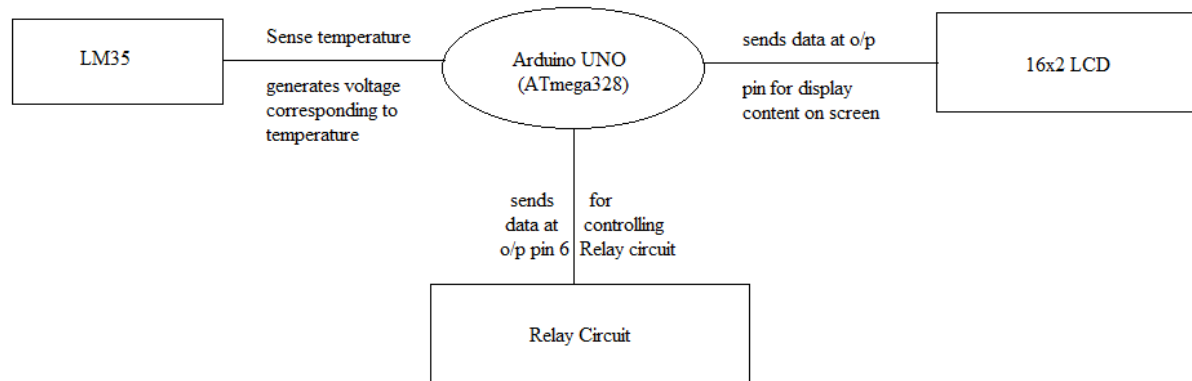 LM35
Sense temperature
generates voltage
corresponding to
temperature
Arduino UNO
(ATmega328)
sends data at o/p
pin for display
content on screen
16x2 LCD
sends for
data at controlling
o/p pin 6 Relay circuit
Relay Circuit